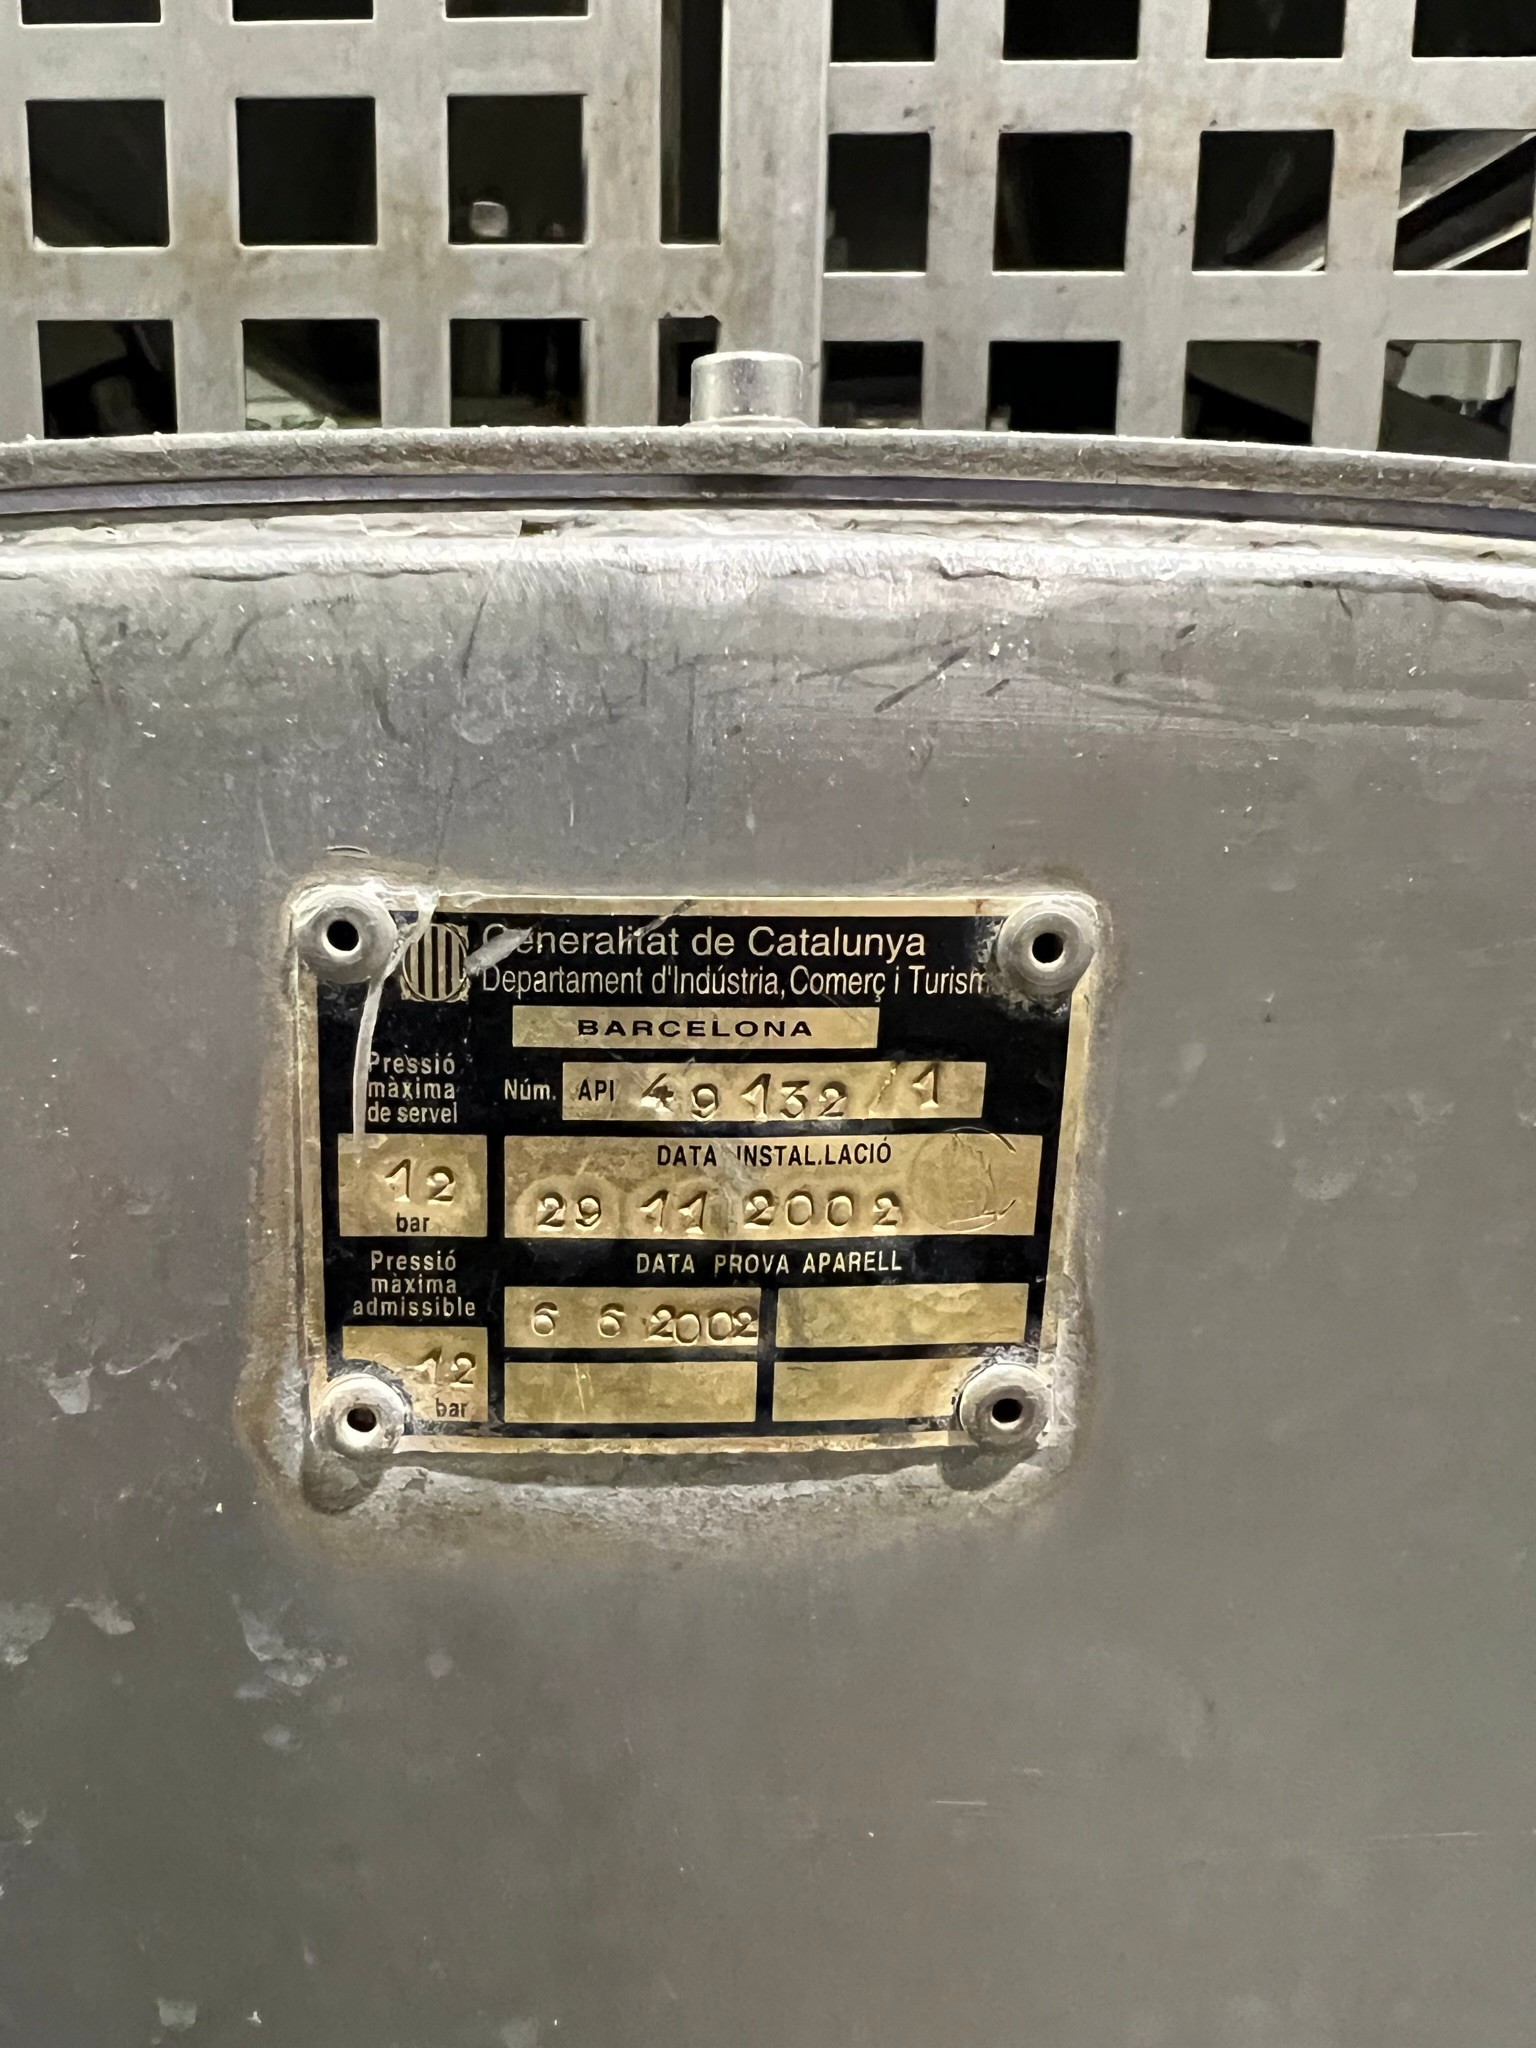 Generalitat de Catalunya
Departament d'Indústria, Comerç i Turism
BARCELONA
Núm. API 49132/1
Pressió
màxima
de servei
12
bar
DATA INSTAL.LACIÓ
29 11 2002
Pressió
màxima
admissible
12
bar
DATA PROVA APARELL
6 6 2002